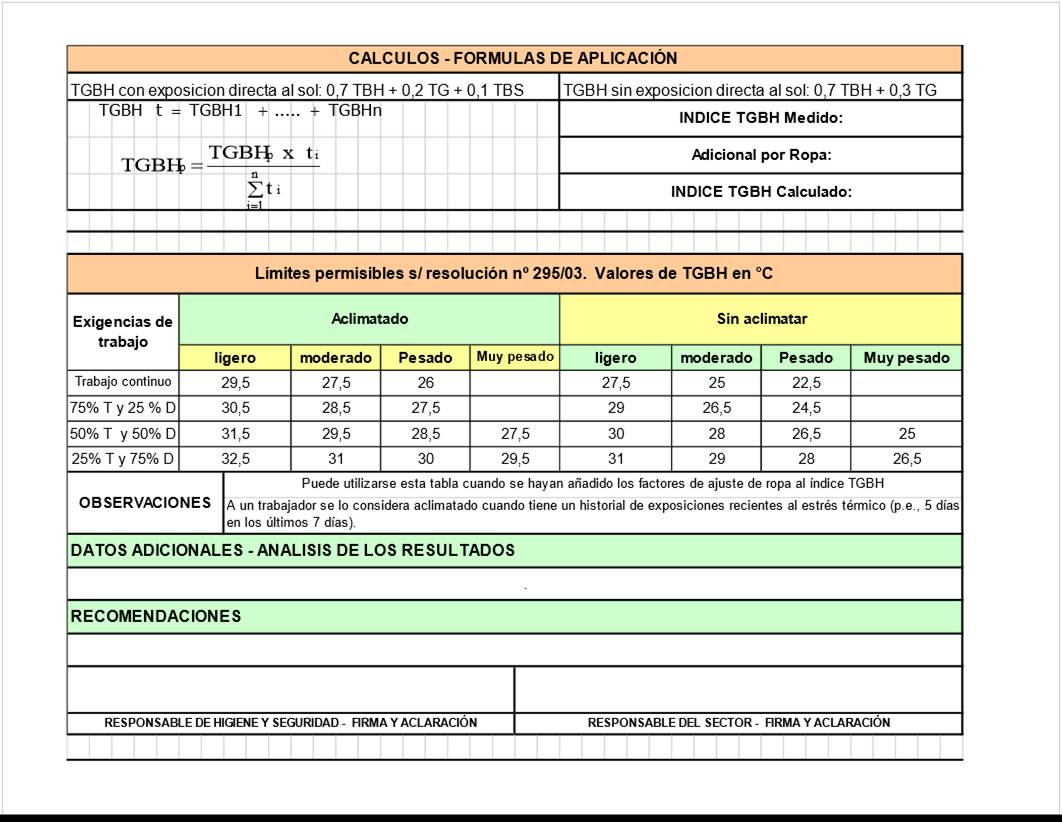 CALCULOS - FORMULAS DE APLICACIÓN
TGBH con exposicion directa al sol: 0,7 TBH + 0,2 TG + 0,1 TBS
TGBH sin exposicion directa al sol: 0,7 TBH + 0,3 TG
TGBH t = TGBH1 + ..... + TGBHn
INDICE TGBH Medido:
TGBHp = TGBHp x ti
n
∑ ti
i=1
Adicional por Ropa:
INDICE TGBH Calculado:
Límites permisibles s/ resolución nº 295/03. Valores de TGBH en °C
Exigencias de trabajo
Aclimatado
Sin aclimatar
ligero moderado Pesado Muy pesado ligero moderado Pesado Muy pesado
Trabajo continuo 29,5 27,5 26 27,5 25 22,5
75% T y 25 % D 30,5 28,5 27,5 29 26,5 24,5
50% T y 50% D 31,5 29,5 28,5 27,5 30 28 26,5 25
25% T y 75% D 32,5 31 30 29,5 31 29 28 26,5
OBSERVACIONES
Puede utilizarse esta tabla cuando se hayan añadido los factores de ajuste de ropa al índice TGBH
A un trabajador se lo considera aclimatado cuando tiene un historial de exposiciones recientes al estrés térmico (p.e., 5 días
en los últimos 7 días).
DATOS ADICIONALES - ANALISIS DE LOS RESULTADOS
.
RECOMENDACIONES
RESPONSABLE DE HIGIENE Y SEGURIDAD - FIRMA Y ACLARACIÓN
RESPONSABLE DEL SECTOR - FIRMA Y ACLARACIÓN